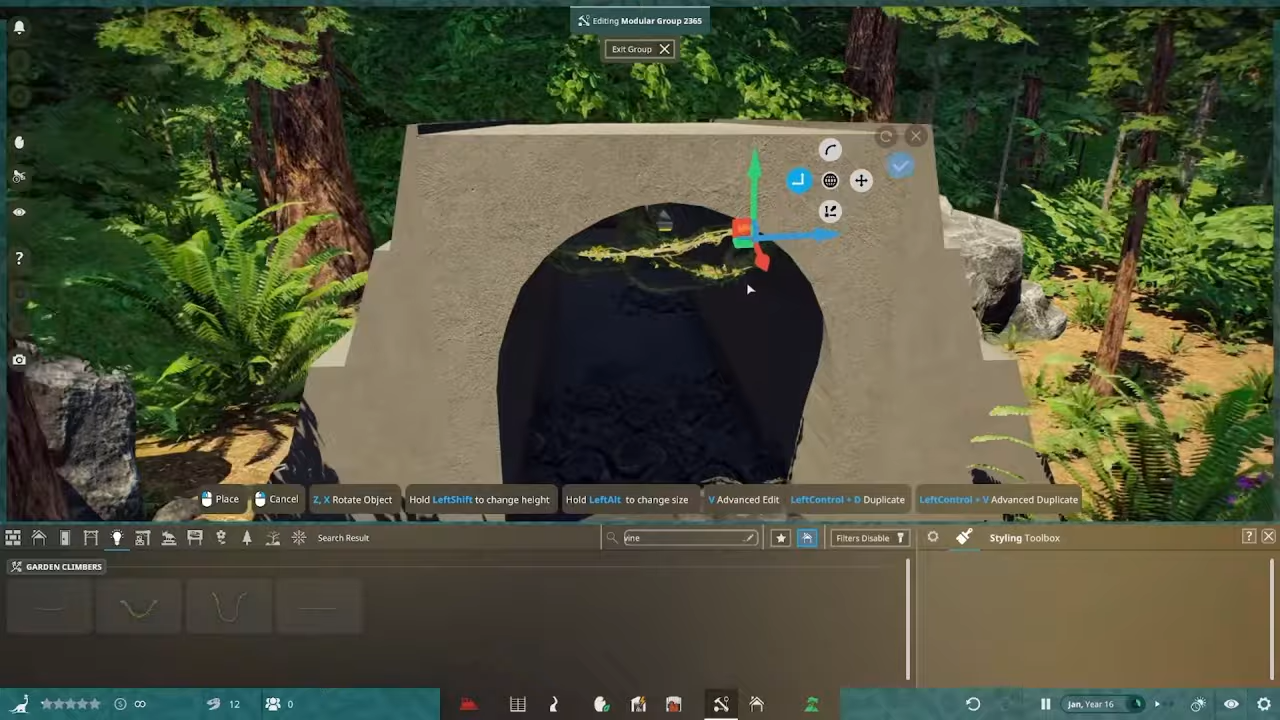 Editing Modular Group 2365
Exit Group
Place
Cancel
Z, X Rotate Object
Hold LeftShift to change height
Hold LeftAlt to change size
V Advanced Edit
LeftControl + D Duplicate
LeftControl + V Advanced Duplicate
Search Result
vine
Filters Disable
Styling Toolbox
?
GARDEN CLIMBERS
?
∞
12
0
Jan, Year 16